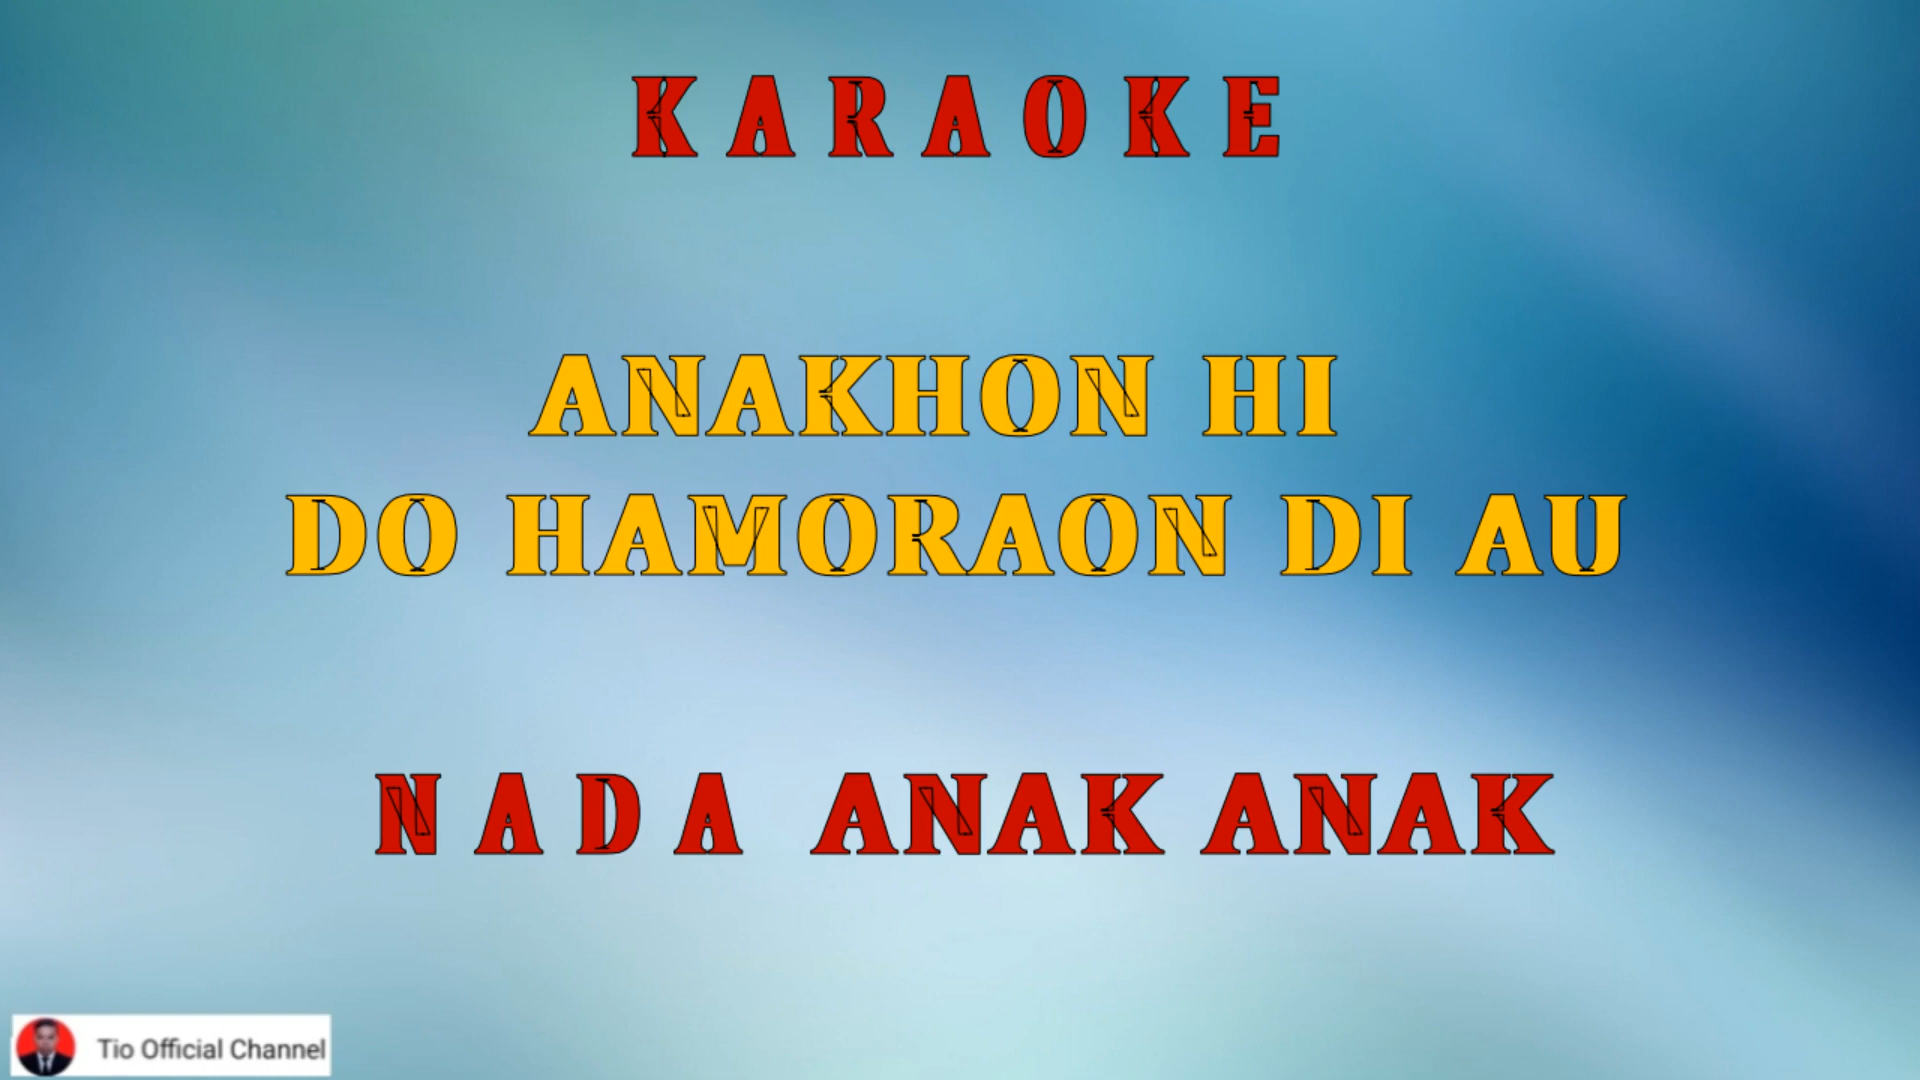 KARAOKE
ANAKHON HI
DO HAMORAON DI AU
NADA ANAK ANAK
Tio Official Channel